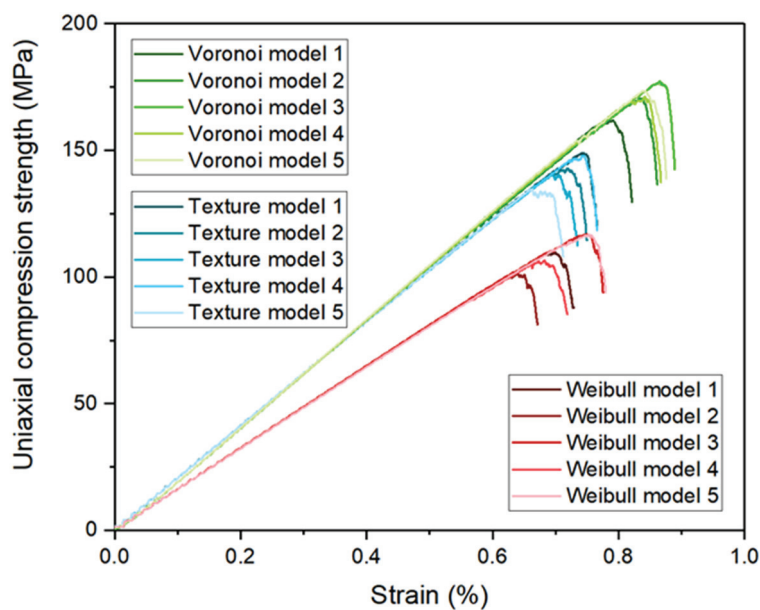 Uniaxial compression strength (MPa)
200
150
100
50
0
Voronoi model 1
Voronoi model 2
Voronoi model 3
Voronoi model 4
Voronoi model 5
Texture model 1
Texture model 2
Texture model 3
Texture model 4
Texture model 5
Weibull model 1
Weibull model 2
Weibull model 3
Weibull model 4
Weibull model 5
0.0 0.2 0.4 0.6 0.8 1.0
Strain (%)